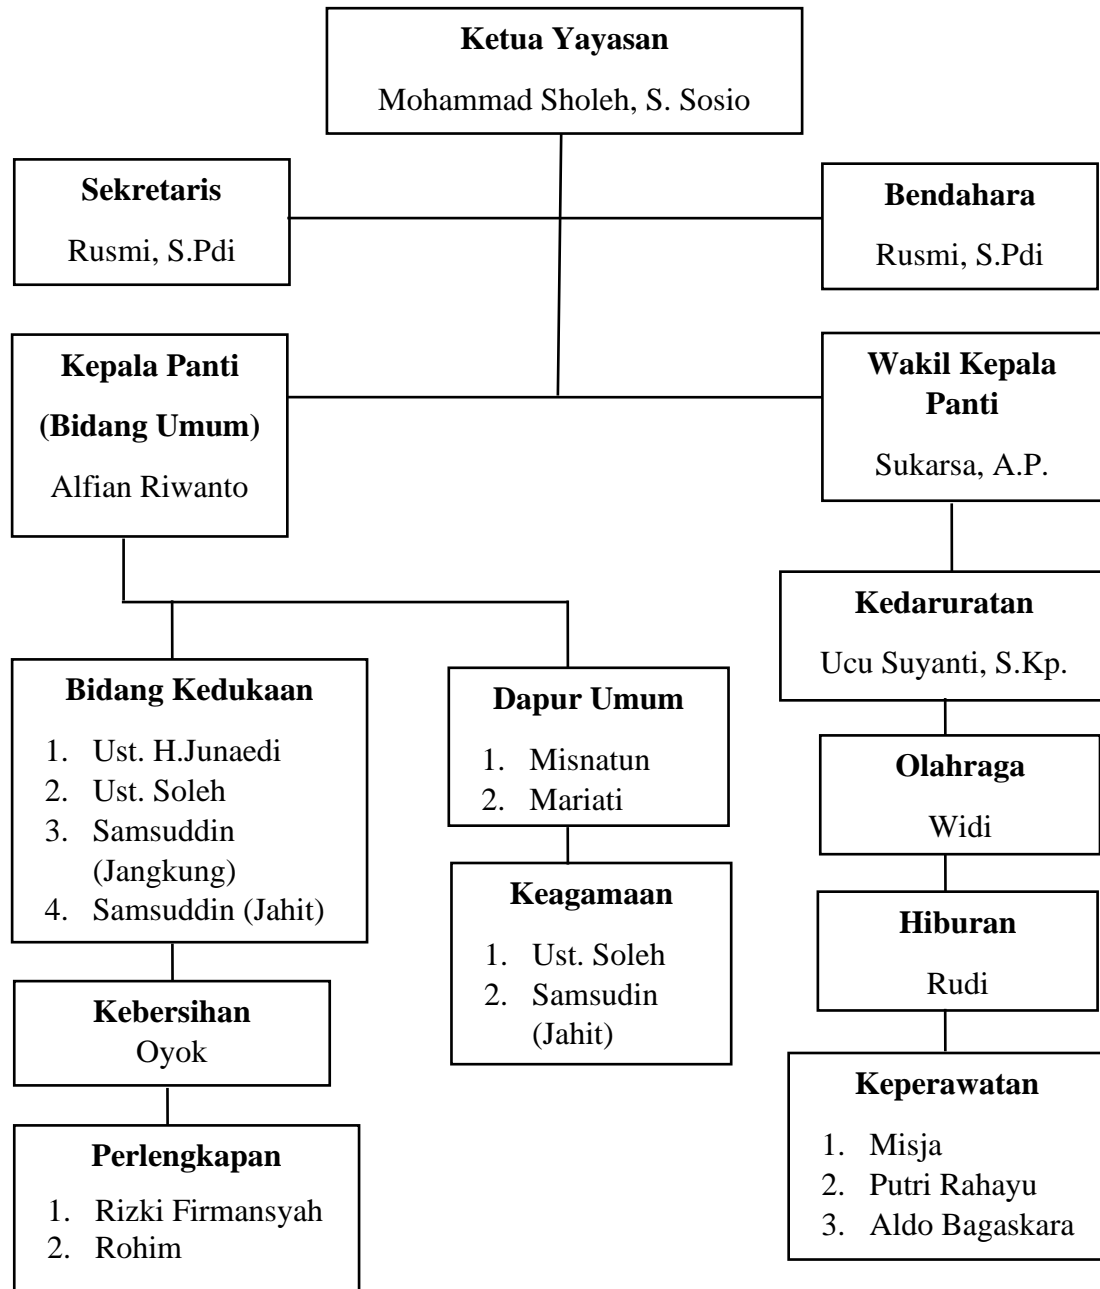 Ketua Yayasan
Mohammad Sholeh, S. Sosio
Sekretaris
Rusmi, S.Pdi
Bendahara
Rusmi, S.Pdi
Kepala Panti
(Bidang Umum)
Alfian Riwanto
Wakil Kepala
Panti
Sukarsa, A.P.
Kedaruratan
Ucu Suyanti, S.Kp.
Bidang Kedukaan
1. Ust. H.Junaedi
2. Ust. Soleh
3. Samsuddin
(Jangkung)
4. Samsuddin (Jahit)
Dapur Umum
1. Misnatun
2. Mariati
Olahraga
Widi
Keagamaan
1. Ust. Soleh
2. Samsudin
(Jahit)
Hiburan
Rudi
Kebersihan
Oyok
Keperawatan
1. Misja
2. Putri Rahayu
3. Aldo Bagaskara
Perlengkapan
1. Rizki Firmansyah
2. Rohim